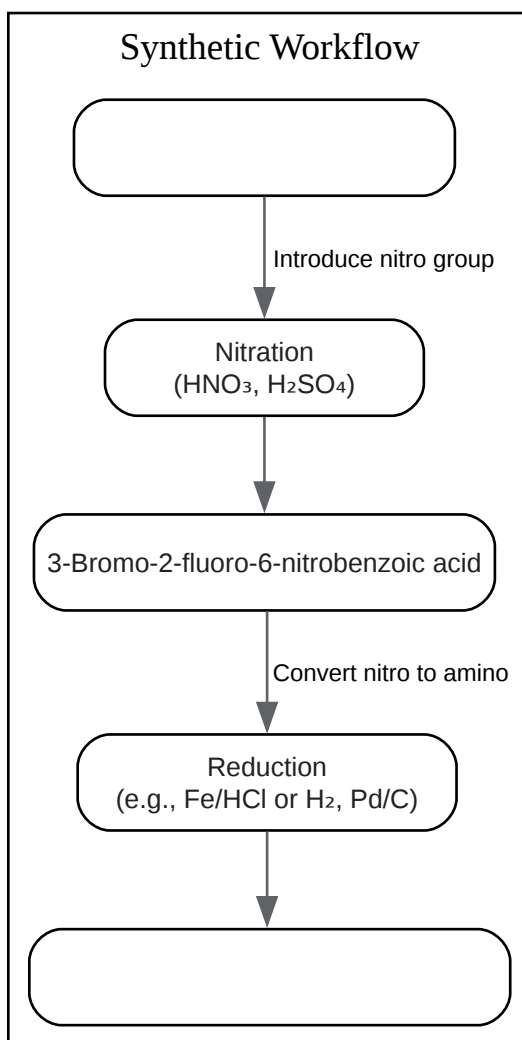 Synthetic Workflow
Introduce nitro group
Nitration
(HNO₃, H₂SO₄)
3-Bromo-2-fluoro-6-nitrobenzoic acid
Convert nitro to amino
Reduction
(e.g., Fe/HCl or H₂, Pd/C)